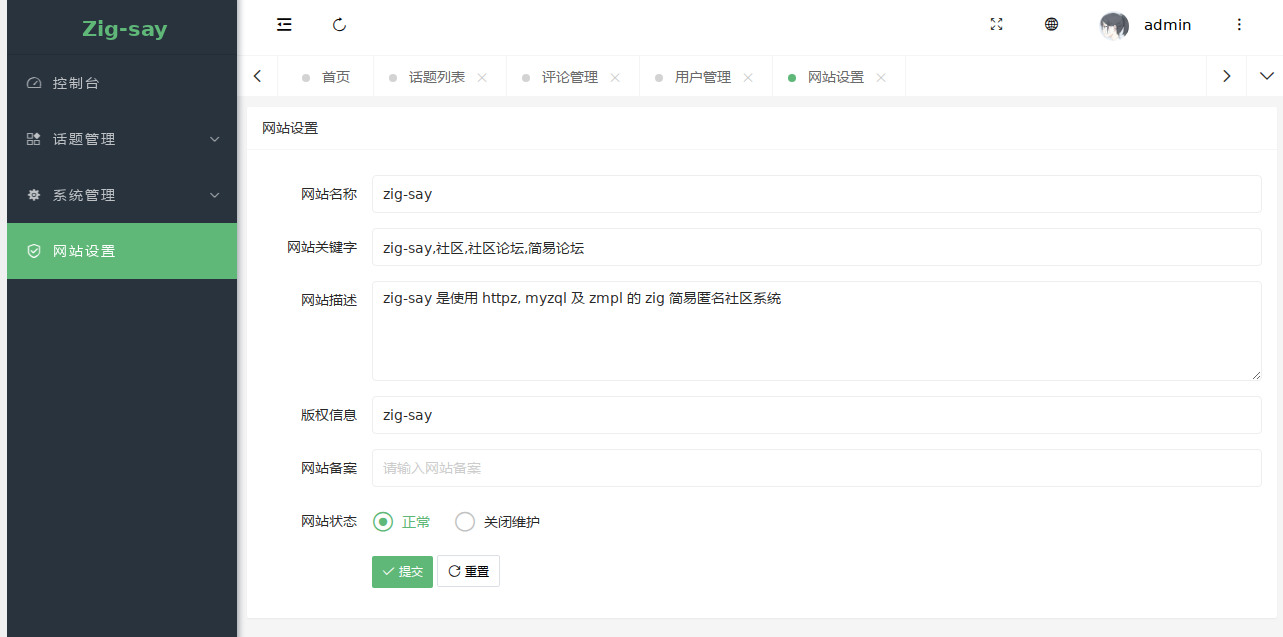 Zig-say
admin
控制台
话题管理
系统管理
网站设置
首页 话题列表 评论管理 用户管理 网站设置
网站设置
网站名称 zig-say
网站关键字 zig-say,社区,社区论坛,简易论坛
网站描述 zig-say 是使用 httpz, myzql 及 zmpl 的 zig 简易匿名社区系统
版权信息 zig-say
网站备案 请输入网站备案
网站状态 正常 关闭维护
提交 重置